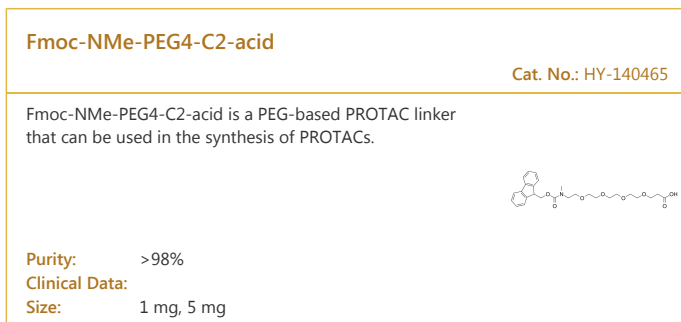 Fmoc-NMe-PEG4-C2-acid
Cat. No.: HY-140465
Fmoc-NMe-PEG4-C2-acid is a PEG-based PROTAC linker
that can be used in the synthesis of PROTACs.
O
O
N
O
O
O
O
O
OH
Purity: >98%
Clinical Data:
Size: 1 mg, 5 mg